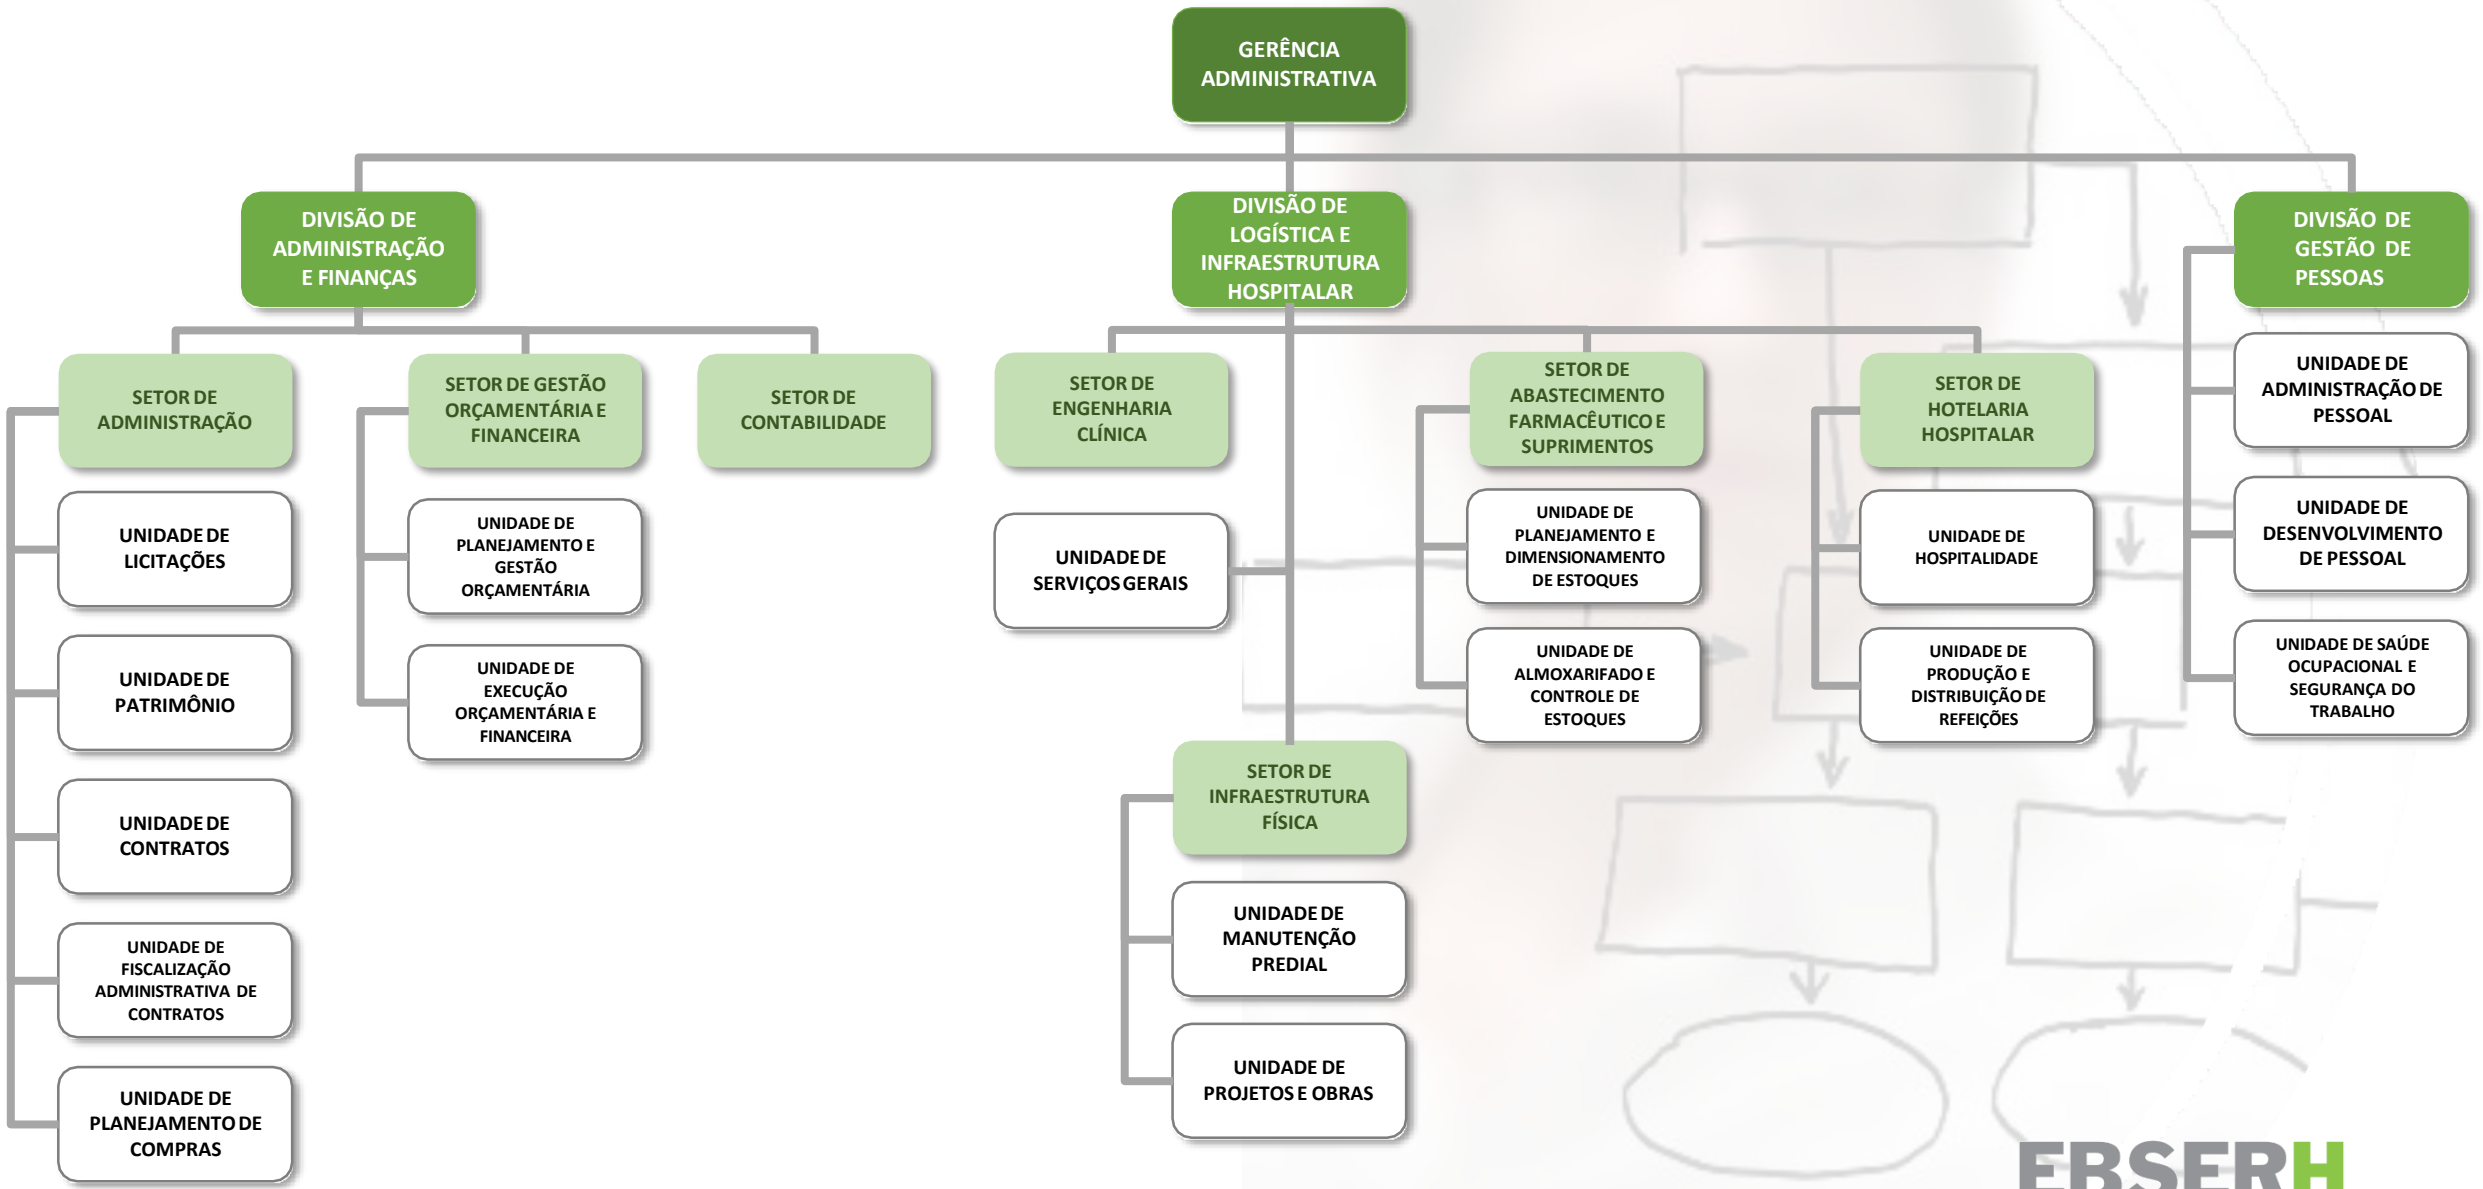 GERÊNCIA
ADMINISTRATIVA
DIVISÃO DE
ADMINISTRAÇÃO
E FINANÇAS
DIVISÃO DE
LOGÍSTICA E
INFRAESTRUTURA
HOSPITALAR
DIVISÃO DE
GESTÃO DE
PESSOAS
SETOR DE
ADMINISTRAÇÃO
SETOR DE GESTÃO
ORÇAMENTÁRIA E
FINANCEIRA
SETOR DE
CONTABILIDADE
SETOR DE
ENGENHARIA
CLÍNICA
SETOR DE
ABASTECIMENTO
FARMACÊUTICO E
SUPRIMENTOS
SETOR DE
HOTELARIA
HOSPITALAR
UNIDADE DE
ADMINISTRAÇÃO DE
PESSOAL
UNIDADE DE
LICITAÇÕES
UNIDADE DE
PLANEJAMENTO E
GESTÃO
ORÇAMENTÁRIA
UNIDADE DE
SERVIÇOS GERAIS
UNIDADE DE
PLANEJAMENTO E
DIMENSIONAMENTO
DE ESTOQUES
UNIDADE DE
HOSPITALIDADE
UNIDADE DE
DESENVOLVIMENTO
DE PESSOAL
UNIDADE DE
PATRIMÔNIO
UNIDADE DE
EXECUÇÃO
ORÇAMENTÁRIA E
FINANCEIRA
UNIDADE DE
ALMOXARIFADO E
CONTROLE DE
ESTOQUES
UNIDADE DE
PRODUÇÃO E
DISTRIBUIÇÃO DE
REFEIÇÕES
UNIDADE DE SAÚDE
OCUPACIONAL E
SEGURANÇA DO
TRABALHO
UNIDADE DE
CONTRATOS
SETOR DE
INFRAESTRUTURA
FÍSICA
UNIDADE DE
FISCALIZAÇÃO
ADMINISTRATIVA DE
CONTRATOS
UNIDADE DE
MANUTENÇÃO
PREDIAL
UNIDADE DE
PLANEJAMENTO DE
COMPRAS
UNIDADE DE
PROJETOS E OBRAS
EBSERH